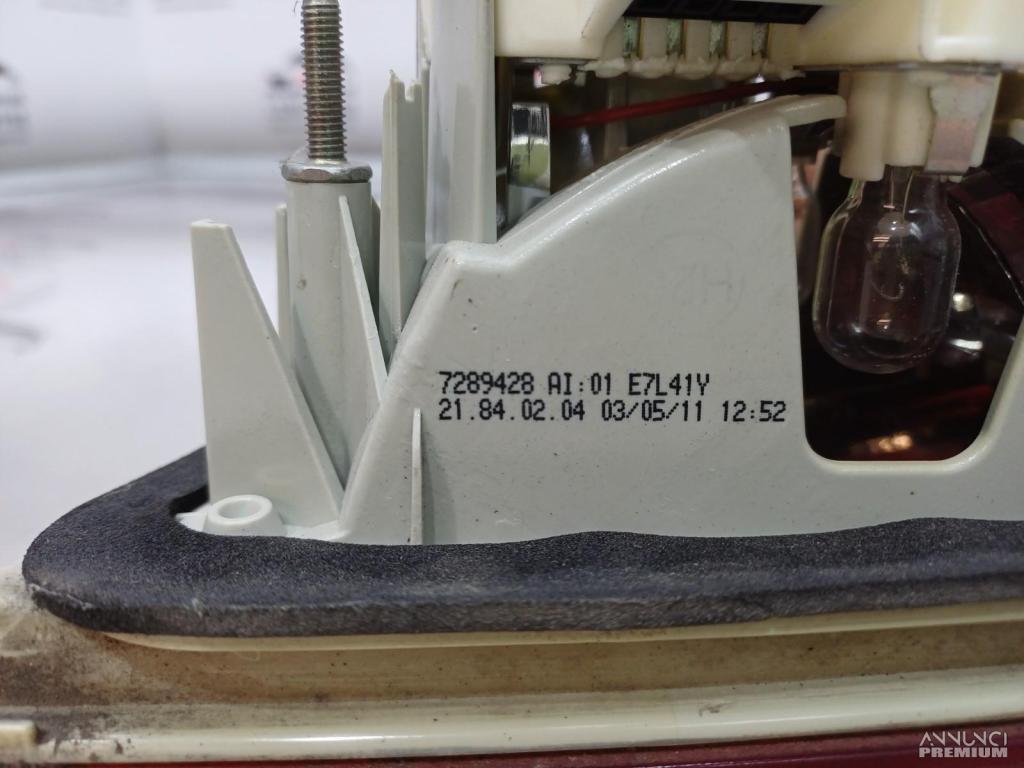 7289428 AI:01 E7L41Y
21.84.02.04 03/05/11 12:52
ANNUNCI
PREMIUM